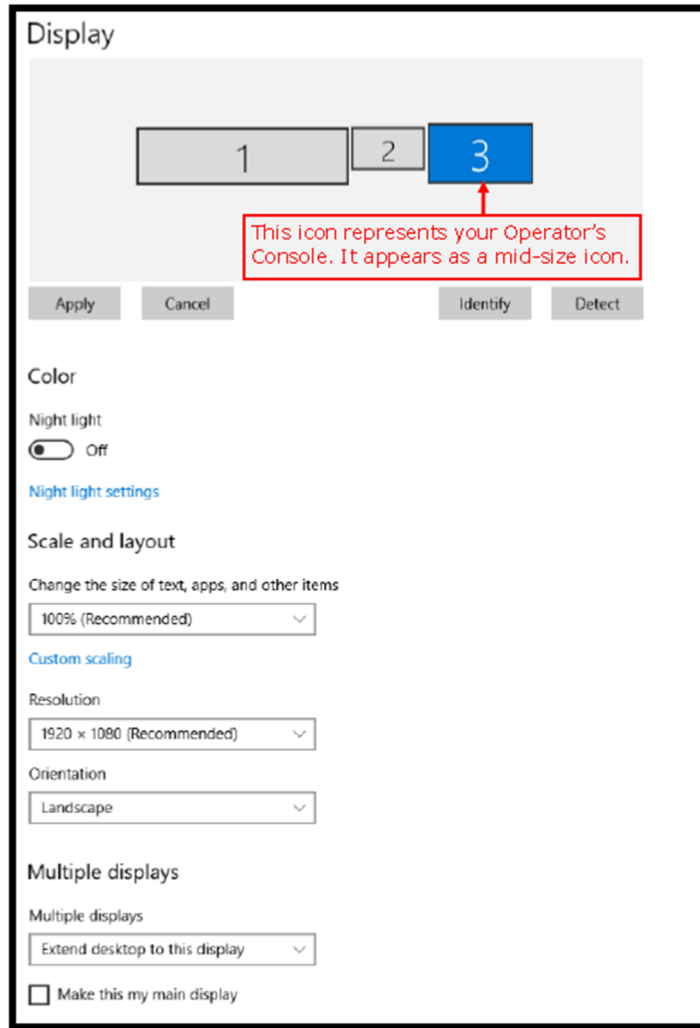 Display
1
2
3
This icon represents your Operator's
Console. It appears as a mid-size icon.
Apply
Cancel
Identify
Detect
Color
Night light
Off
Night light settings
Scale and layout
Change the size of text, apps, and other items
100% (Recommended)
Custom scaling
Resolution
1920 × 1080 (Recommended)
Orientation
Landscape
Multiple displays
Multiple displays
Extend desktop to this display
Make this my main display